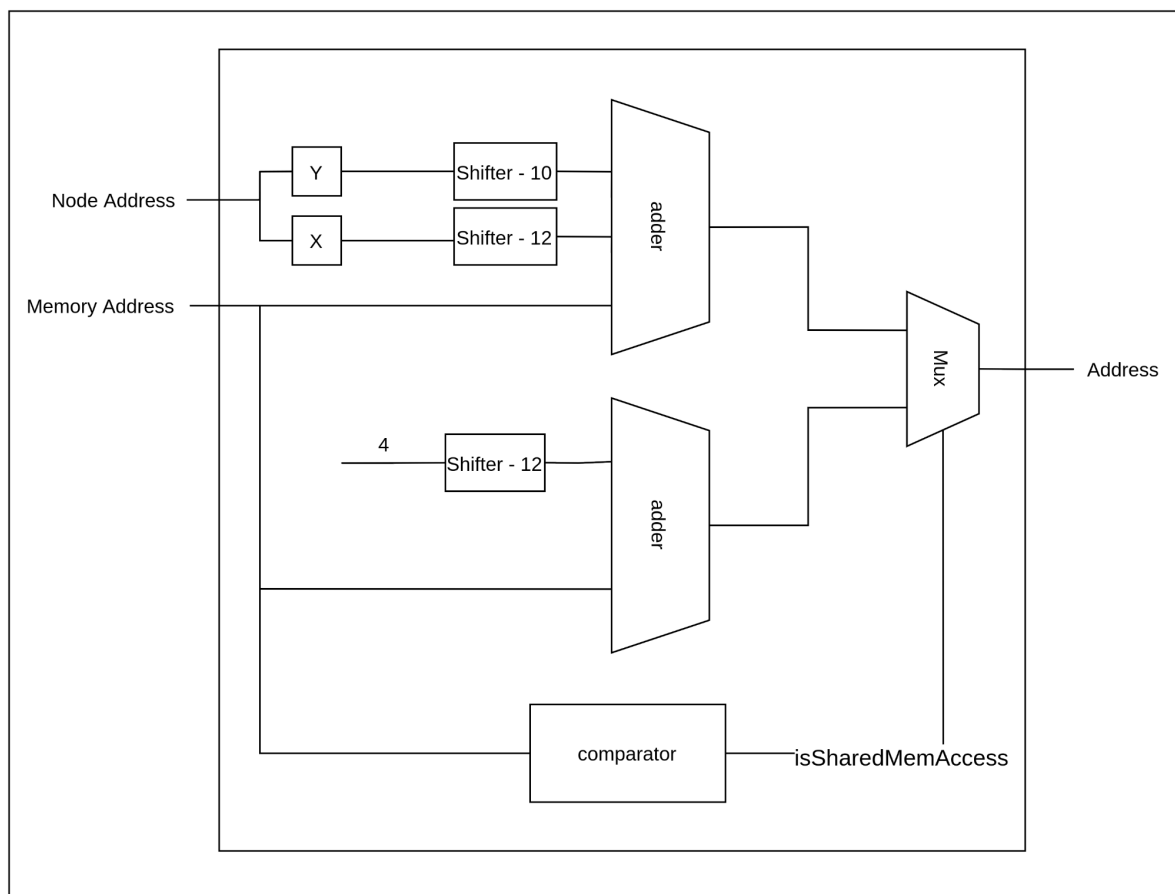 Y
Shifter - 10
Node Address
X
Shifter - 12
adder
Memory Address
Mux
Address
4
Shifter - 12
adder
comparator
isSharedMemAccess